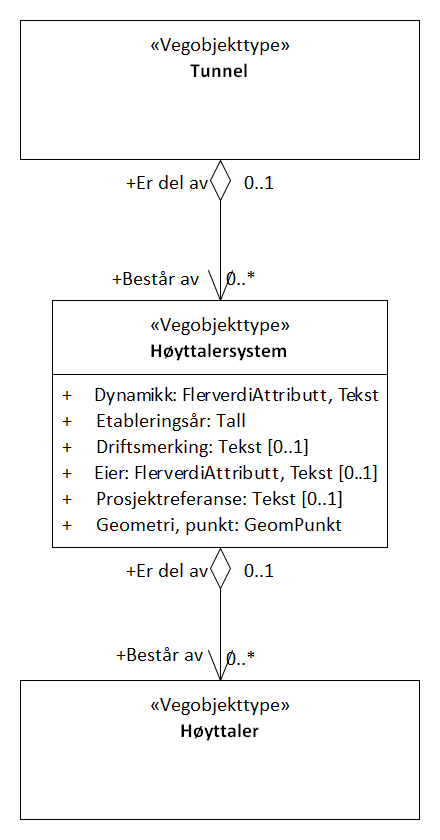 «Vegobjekttype»
Tunnel
+Er del av 0..1
+Består av 0..*
«Vegobjekttype»
Høyttalersystem
+ Dynamikk: FlerverdiAttributt, Tekst
+ Etableringsår: Tall
+ Driftsmerking: Tekst [0..1]
+ Eier: FlerverdiAttributt, Tekst [0..1]
+ Prosjektreferanse: Tekst [0..1]
+ Geometri, punkt: GeomPunkt
+Er del av 0..1
+Består av 0..*
«Vegobjekttype»
Høyttaler